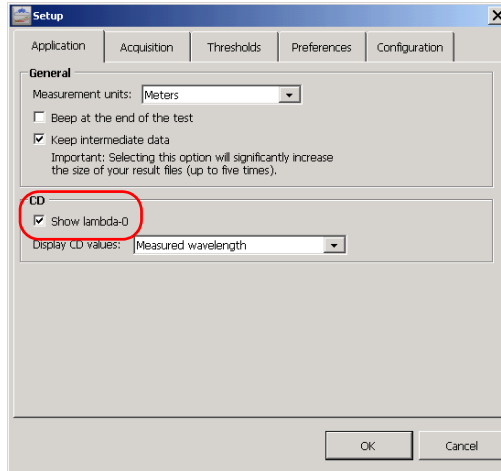 Setup
Application Acquisition Thresholds Preferences Configuration
General
Measurement units: Meters
Beep at the end of the test
Keep intermediate data
Important: Selecting this option will significantly increase
the size of your result files (up to five times).
CD
Show lambda-0
Display CD values: Measured wavelength
OK Cancel